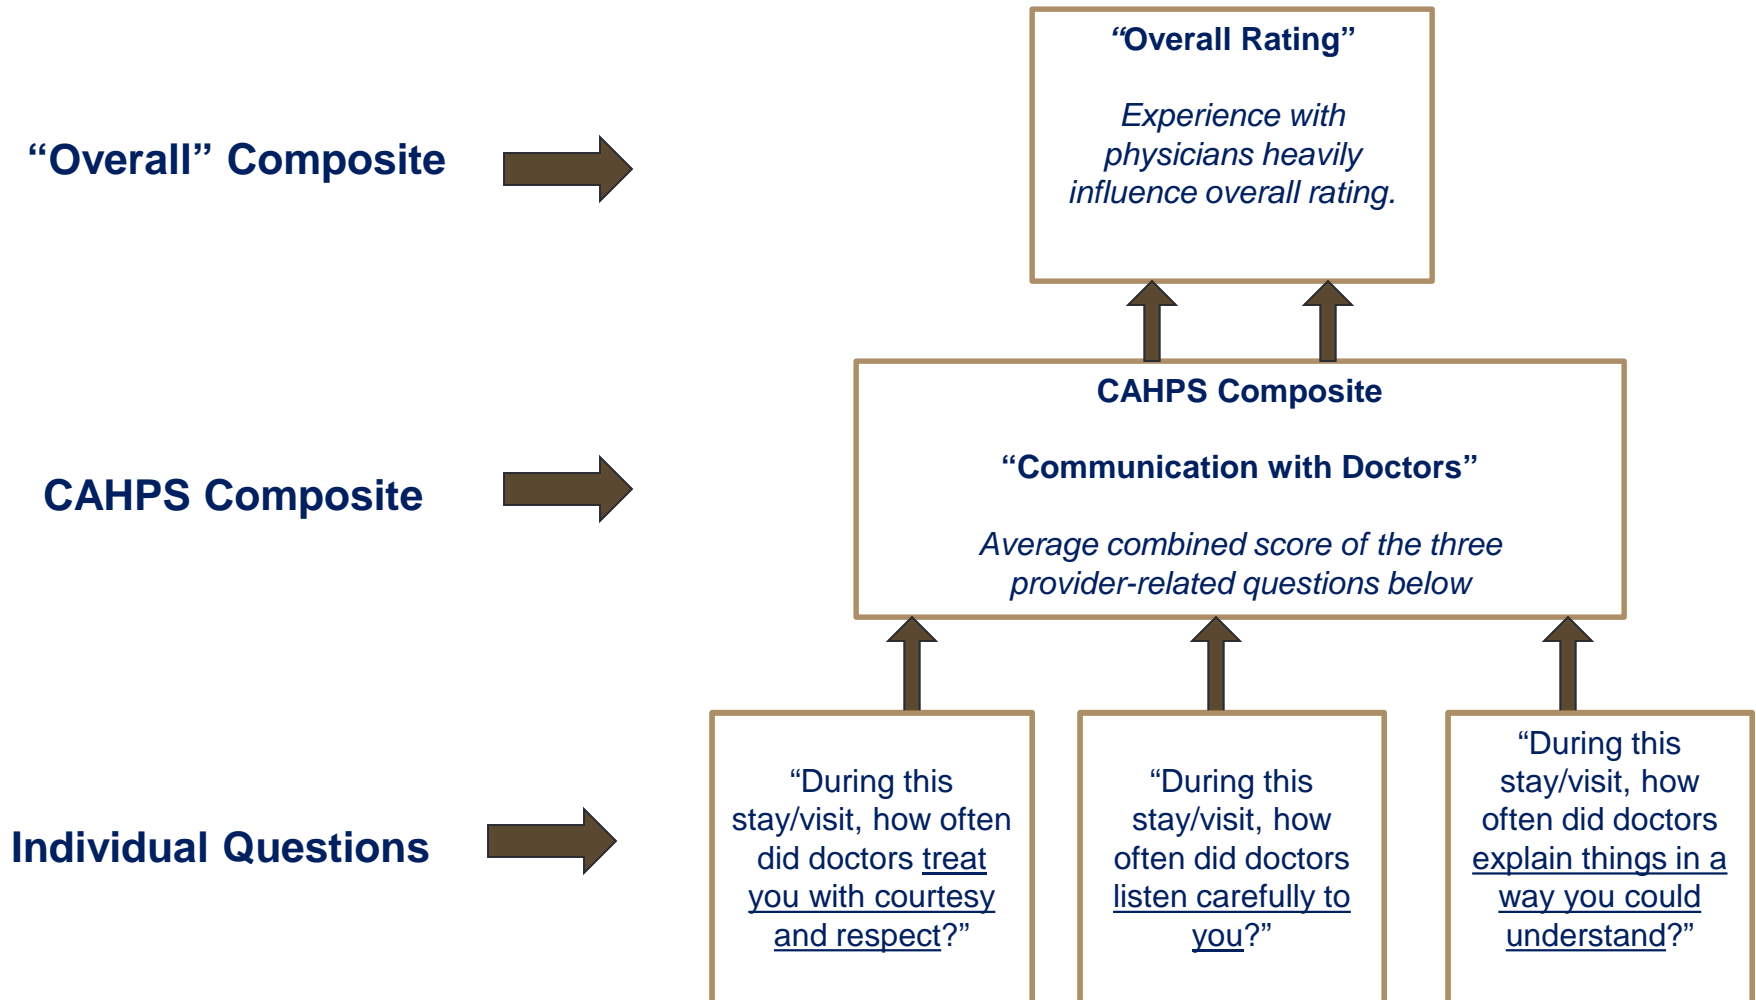 “Overall” Composite
“Overall Rating”
Experience with
physicians heavily
influence overall rating.
CAHPS Composite
CAHPS Composite
“Communication with Doctors”
Average combined score of the three
provider-related questions below
Individual Questions
“During this
stay/visit, how often
did doctors treat
you with courtesy
and respect?”
“During this
stay/visit, how
often did doctors
listen carefully to
you?”
“During this
stay/visit, how
often did doctors
explain things in a
way you could
understand?”